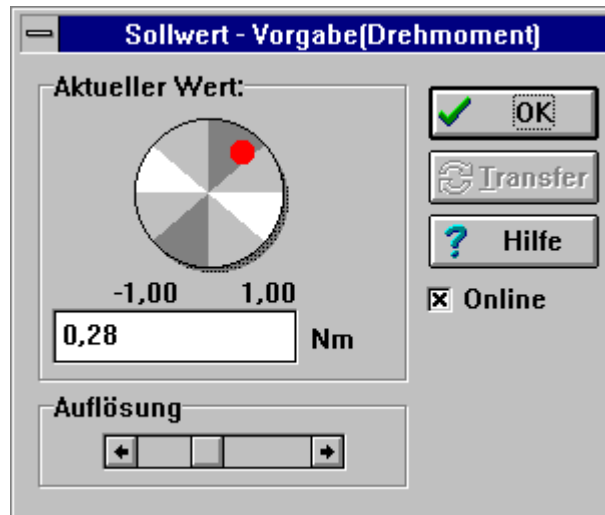 Sollwert - Vorgabe(Drehmoment)
Aktueller Wert:
-1,00 1,00
0,28 Nm
Auflösung
OK
Transfer
? Hilfe
Online